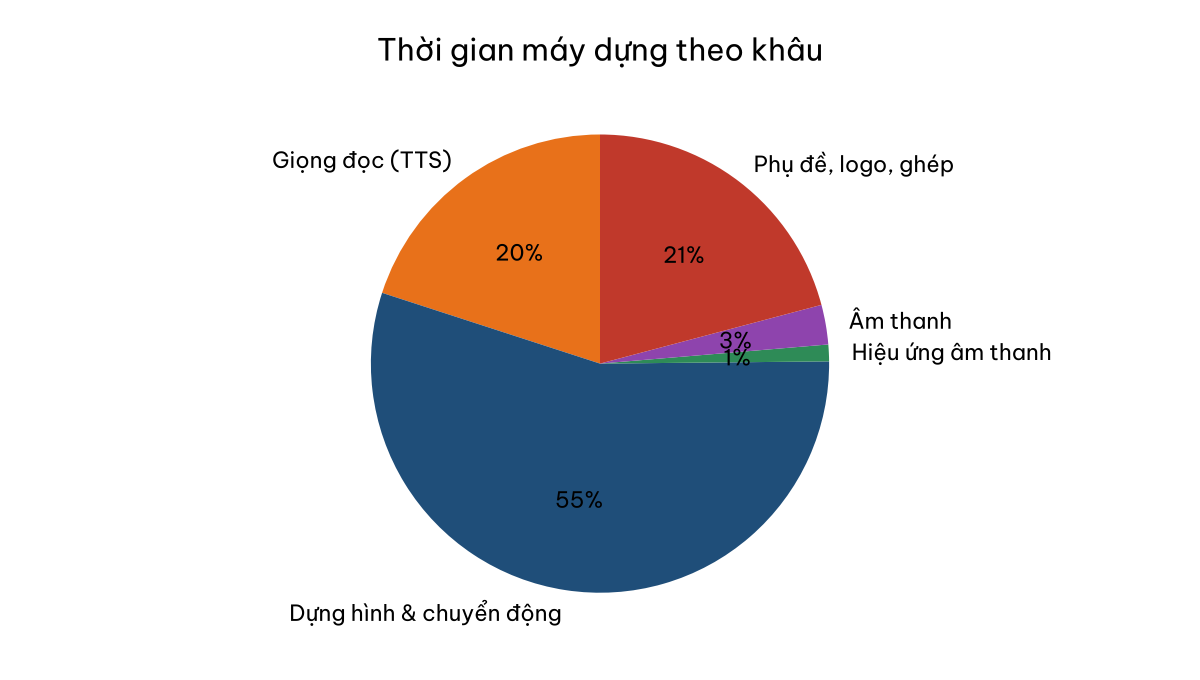 Thời gian máy dựng theo khâu
Giọng đọc (TTS)
Phụ đề, logo, ghép
20%
21%
Âm thanh
3%
Hiệu ứng âm thanh
1%
55%
Dựng hình & chuyển động